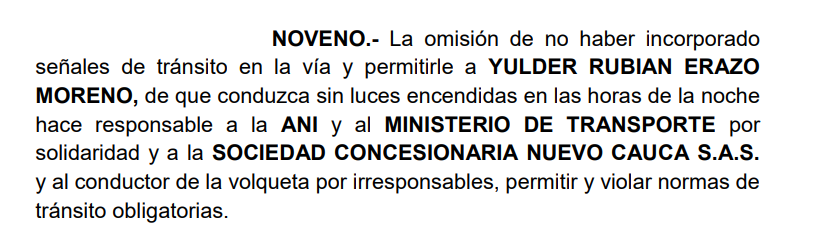 NOVENO.- La omisión de no haber incorporado
señales de tránsito en la vía y permitirle a YULDER RUBIAN ERAZO
MORENO, de que conduzca sin luces encendidas en las horas de la noche
hace responsable a la ANI y al MINISTERIO DE TRANSPORTE por
solidaridad y a la SOCIEDAD CONCESIONARIA NUEVO CAUCA S.A.S.
y al conductor de la volqueta por irresponsables, permitir y violar normas de
tránsito obligatorias.